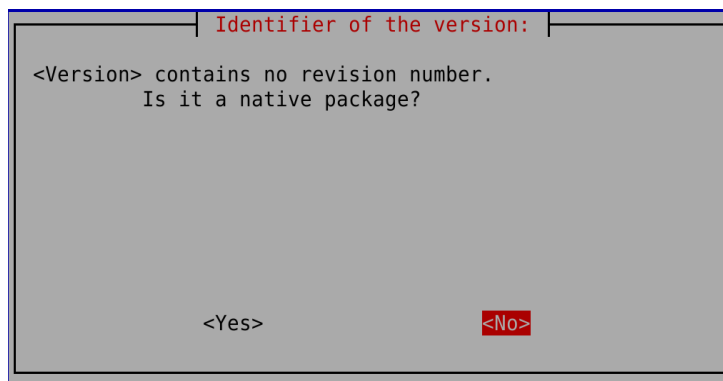 Identifier of the version:
<Version> contains no revision number.
Is it a native package?
<Yes> <No>